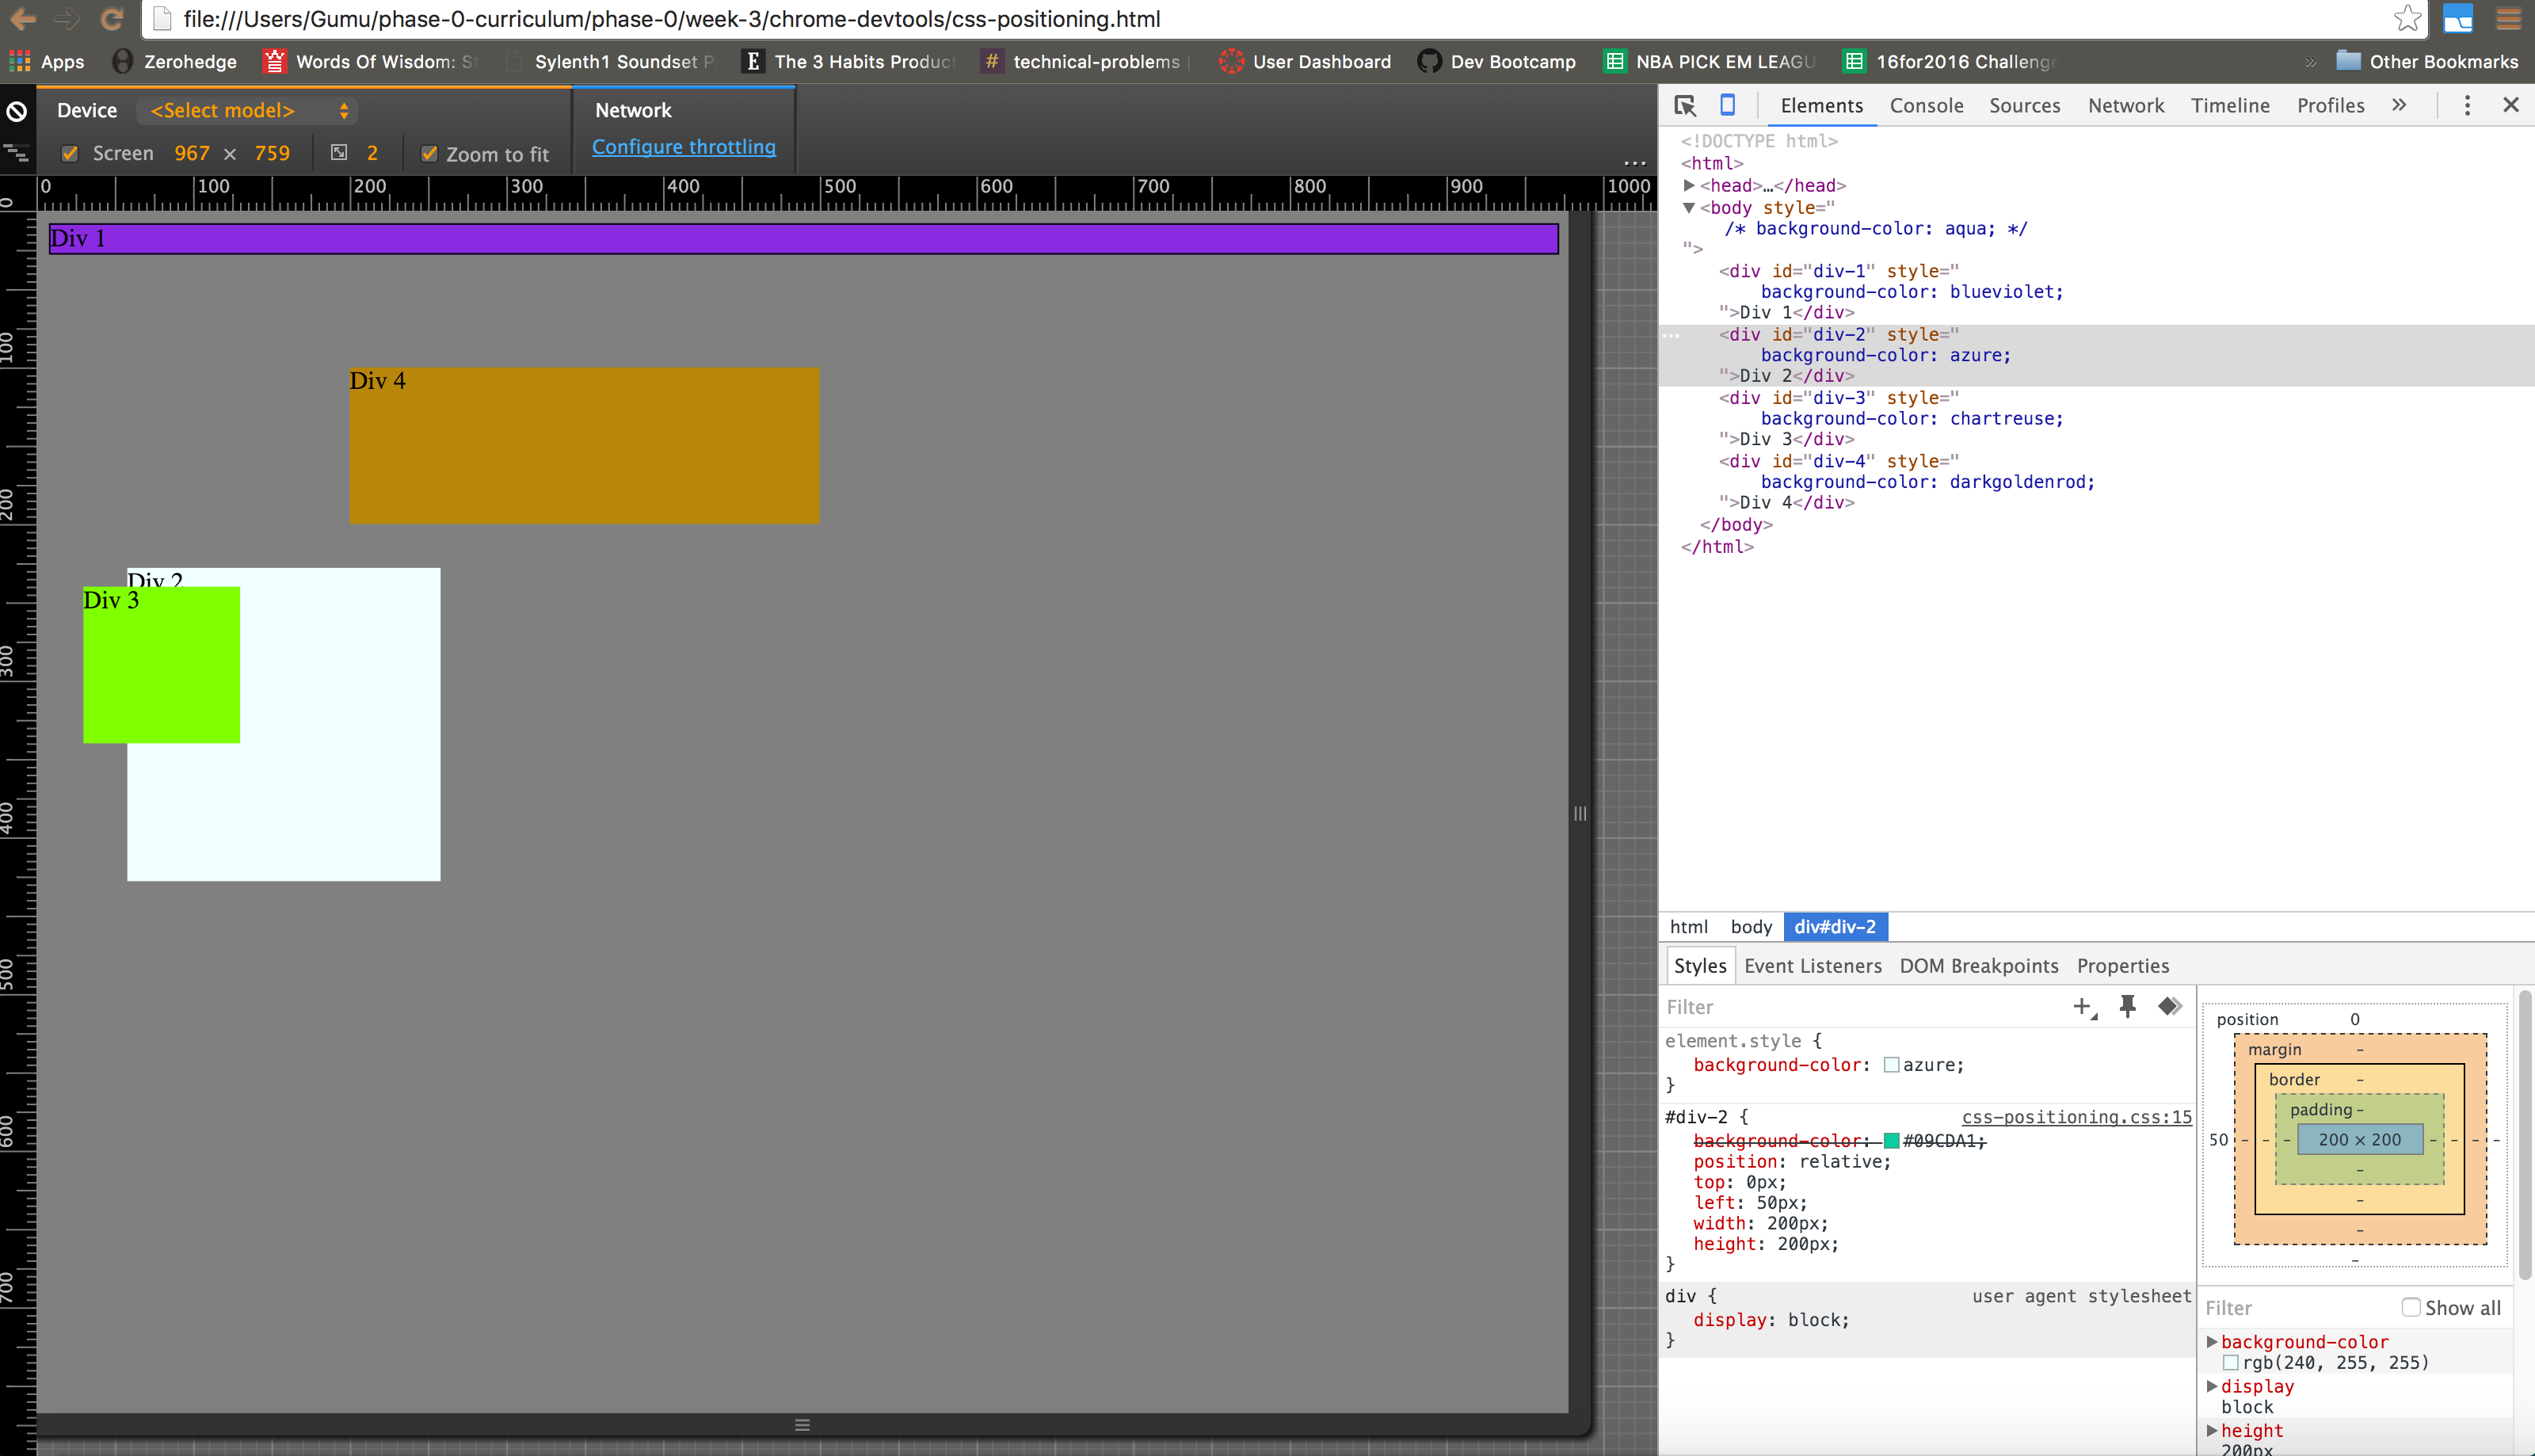 file:///Users/Gumu/phase-0-curriculum/phase-0/week-3/chrome-devtools/css-positioning.html
Apps Zerohedge Words Of Wisdom: S Sylenth1 Soundset P E The 3 Habits Produc # technical-problems | User Dashboard Dev Bootcamp NBA PICK EM LEAGU 16for2016 Challenge » Other Bookmarks
Device <Select model> Network
Screen 967 × 759 2 Zoom to fit Configure throttling ...
0 100 200 300 400 500 600 700 800 900 1000
0
100
200
300
400
500
600
700
Div 1
Div 4
Div 2
Div 3
Elements Console Sources Network Timeline Profiles »
<!DOCTYPE html>
<html>
<head>…</head>
<body style="
/* background-color: aqua; */
">
<div id="div-1" style="
background-color: blueviolet;
">Div 1</div>
<div id="div-2" style="
background-color: azure;
">Div 2</div>
<div id="div-3" style="
background-color: chartreuse;
">Div 3</div>
<div id="div-4" style="
background-color: darkgoldenrod;
">Div 4</div>
</body>
</html>
html body div#div-2
Styles Event Listeners DOM Breakpoints Properties
Filter
element.style {
background-color: azure;
}
#div-2 { css-positioning.css:15
background-color: #09CDA1;
position: relative;
top: 0px;
left: 50px;
width: 200px;
height: 200px;
}
div { user agent stylesheet
display: block;
}
position 0
margin -
border -
padding -
50 - - - 200 × 200 - - - -
-
-
-
-
Filter Show all
background-color
rgb(240, 255, 255)
display
block
height
200px